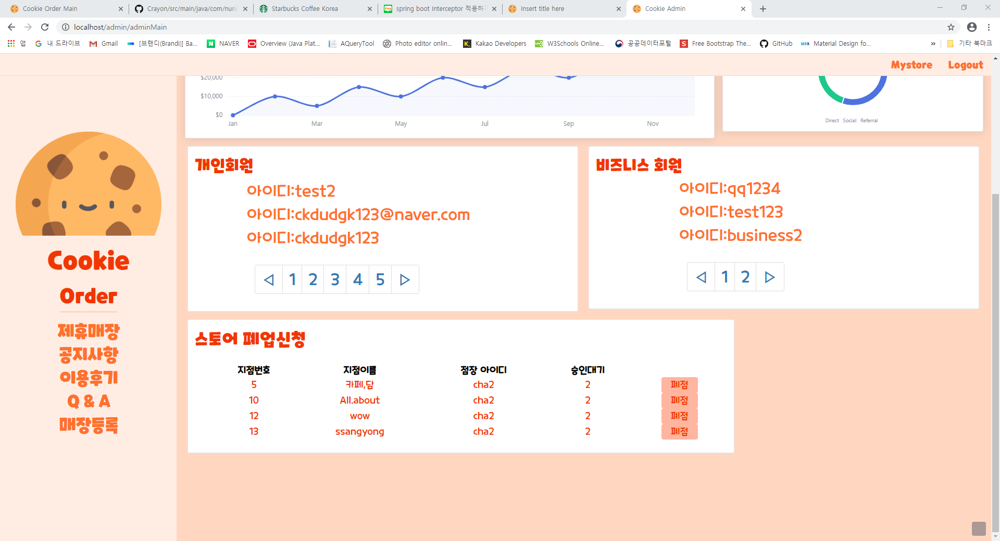 Cookie Order Main
Crayon/src/main/java/com/nuri/
Starbucks Coffee Korea
spring boot Interceptor 적용하기
Insert title here
Cookie Admin
localhost/admin/adminMain
앱
내 드라이브
Gmail
[브랜디(Brandi)] Ba...
NAVER
Overview (Java Plat...
AQueryTool
Photo editor onlin...
Kakao Developers
W3Schools Online...
공공데이터포털
Free Bootstrap The...
GitHub
Material Design fo...
»
기타 북마크
Mystore
Logout
$20,000
$10,000
$0
Jan Mar May Jul Sep Nov
Direct Social Referral
Cookie
Order
제휴매장
공지사항
이용후기
Q & A
매장등록
개인회원
아이디:test2
아이디:ckdudgk123@naver.com
아이디:ckdudgk123
◁ 1 2 3 4 5 ▷
비즈니스 회원
아이디:qq1234
아이디:test123
아이디:business2
◁ 1 2 ▷
스토어 폐업신청
지점번호 지점이름 점장 아이디 승인대기
5 카페,담 cha2 2 폐점
10 All.about cha2 2 폐점
12 wow cha2 2 폐점
13 ssangyong cha2 2 폐점